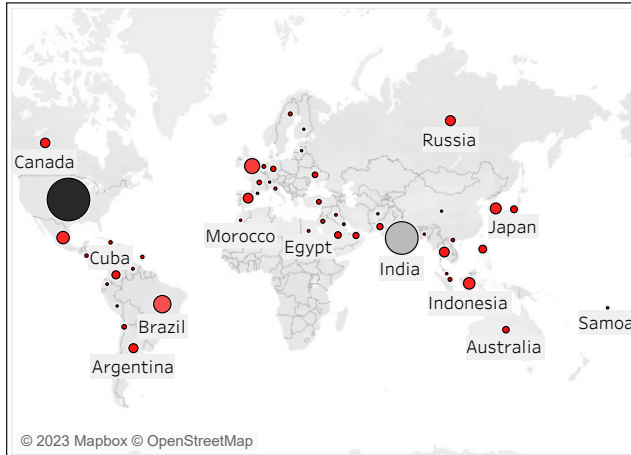 Russia
Canada
Morocco
Japan
Egypt
Cuba
India
Indonesia
Samoa
Brazil
Australia
Argentina
© 2023 Mapbox © OpenStreetMap